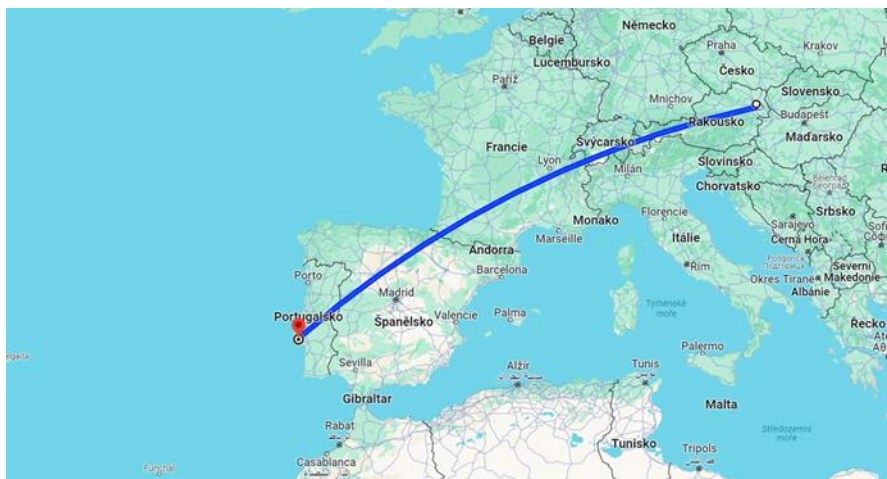 Německo
Belgie
Praha
Krakov
Lucembursko
Česko
Paříž
Slovensko
Mnichov
Budapešť
Rakousko
Maďarsko
Švýcarsko
Francie
Lyon
Slovinsko
Milán
Chorvatsko
Srbsko
Monako
Florencie
Sarajevo
Marseille
Itálie
Černá Hora
Andorra
Řím
Severní
Makedonie
Porto
Barcelona
Okres Tirane
Albánie
Madrid
Tyrhénské
moře
Portugalsko
Španělsko
Valencie
Palma
Řecko
Palermo
Sevilla
Alžír
Tunis
Gibraltar
Malta
Rabat
Středozemní
moře
Tunisko
Tripolis
Casablanca
Funchal